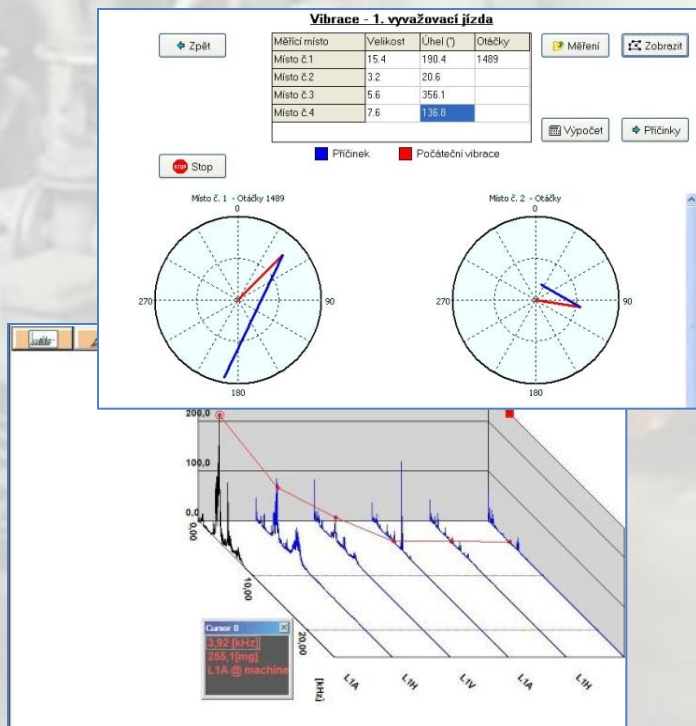 Vibrace - 1. vyvažovací jízda
Zpět
Měřící místo Velikost Úhel (°) Otáčky
Místo č.1 15.4 190.4 1489
Místo č.2 3.2 20.6
Místo č.3 5.6 356.1
Místo č.4 7.6 136.8
Měření
Zobrazit
Výpočet
Příčinky
Příčinek Počáteční vibrace
STOP Stop
Místo č. 1 - Otáčky 1489
0
270 90
180
Místo č. 2 - Otáčky
0
270 90
180
200,0
100,0
0,0
0,00
10,00
20,00
[kHz]
Cursor 0
3,92 [kHz]
255,1[mg]
L1A @ machine
L1A L1H L1V L1A L1H